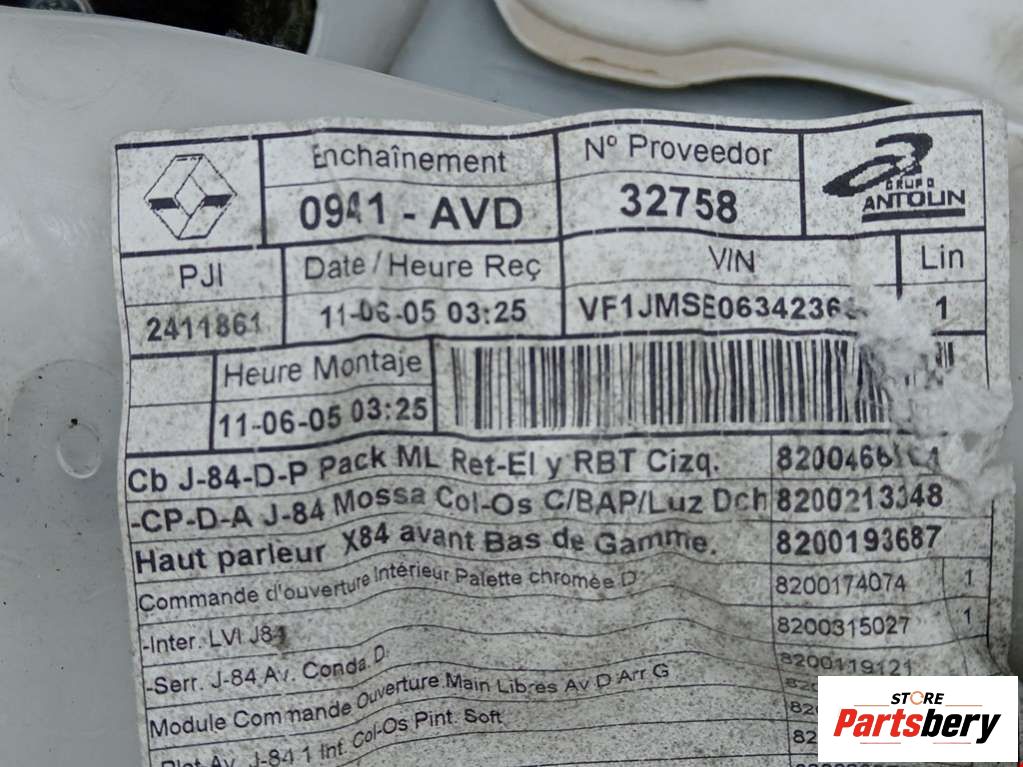 Enchaînement
0941 - AVD
Nº Proveedor
32758
GRUPO
ANTOLIN
PJI
2411861
Date / Heure Reç
11-06-05 03:25
VIN
VF1JMSE0634236
Lin
1
Heure Montaje
11-06-05 03:25
Cb J-84-D-P Pack ML Ret-El y RBT Cizq.
-CP-D-A J-84 Mossa Col-Os C/BAP/Luz Dch 8200213348
Haut parleur X84 avant Bas de Gamme. 8200193687
Commande d'ouverture Intérieur Palette chromée D 8200174074 1
-Inter. LVI J84 8200315027 1
-Serr. J-84 Av. Conda. D. 8200119121
Module Commande Ouverture Main Libres Av D Arr G
Plat Av. J-84 1 Int. Col-Os Pint. Soft
STORE
Partsbery